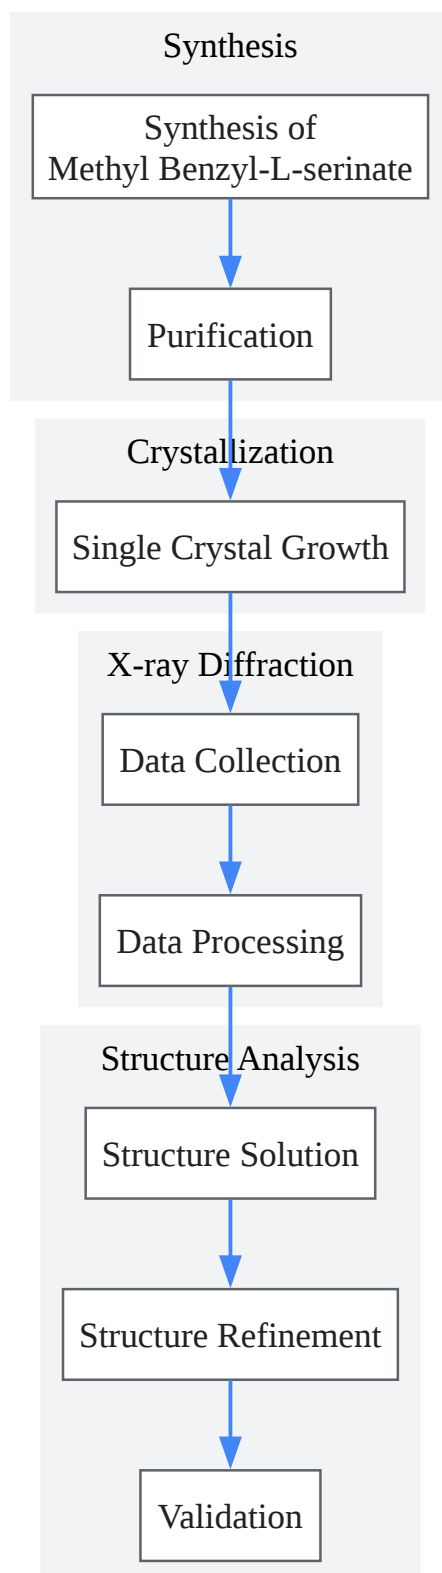 Synthesis
Synthesis of
Methyl Benzyl-L-serinate
Purification
Crystallization
Single Crystal Growth
X-ray Diffraction
Data Collection
Data Processing
Structure Analysis
Structure Solution
Structure Refinement
Validation